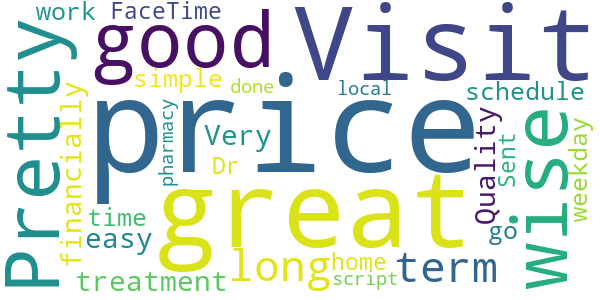 work
FaceTime
good
Visit
Pretty
financially
simple
done
local
schedule
price
pharmacy
Very
Dr
Quality
Sent
wise
weekday
time
easy
great
go
treatment
long
home
script
term